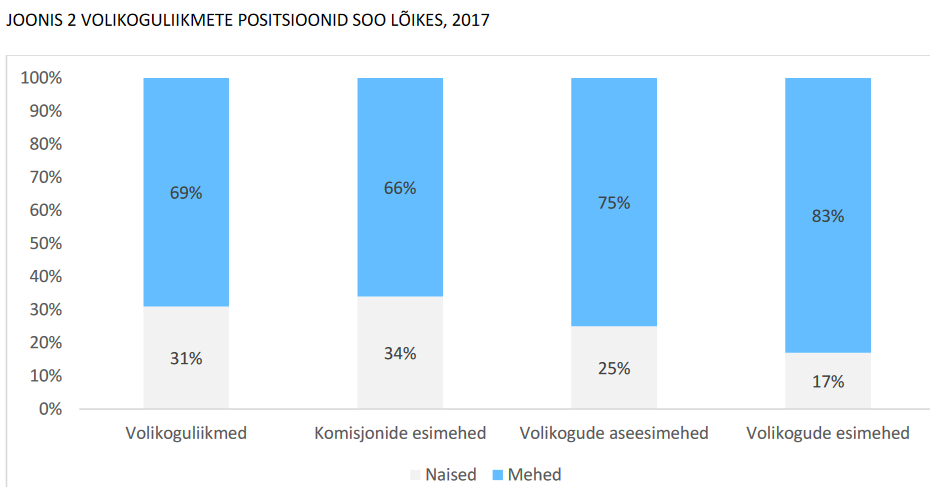 JOONIS 2 VOLIKOGULIIKMETE POSITSIOONID SOO LÕIKES, 2017
100%
90%
80%
70%
60%
50%
40%
30%
20%
10%
0%
69%
66%
75%
83%
31%
34%
25%
17%
Volikoguliikmed
Komisjonide esimehed
Volikogude aseesimehed
Volikogude esimehed
Naised
Mehed